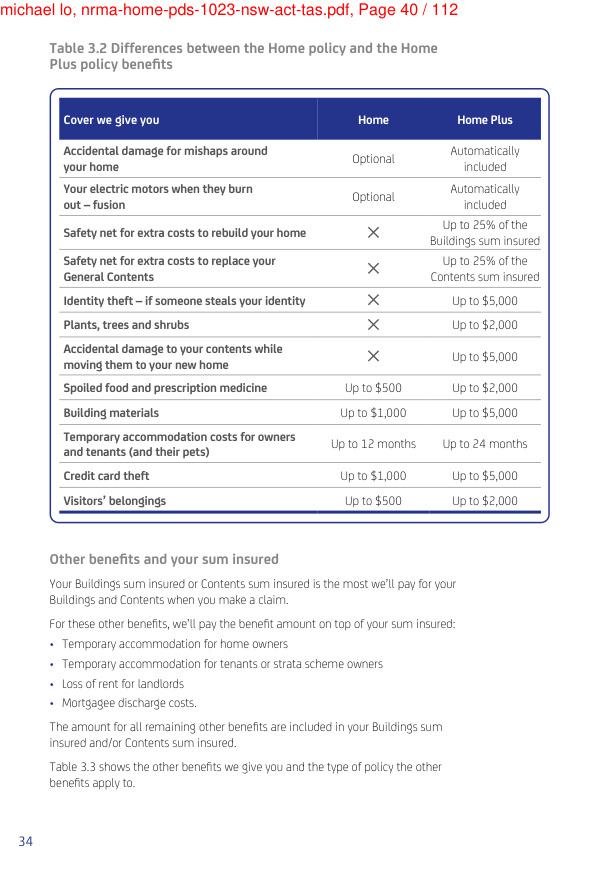 michael lo, nrma-home-pds-1023-nsw-act-tas.pdf, Page 40 / 112
Table 3.2 Differences between the Home policy and the Home
Plus policy benefits
Cover we give you Home Home Plus
Accidental damage for mishaps around
your home
Optional
Automatically
included
Your electric motors when they burn
out – fusion
Optional
Automatically
included
Safety net for extra costs to rebuild your home
Up to 25% of the
Buildings sum insured
Safety net for extra costs to replace your
General Contents
Up to 25% of the
Contents sum insured
Identity theft – if someone steals your identity Up to $5,000
Plants, trees and shrubs Up to $2,000
Accidental damage to your contents while
moving them to your new home
Up to $5,000
Spoiled food and prescription medicine Up to $500 Up to $2,000
Building materials Up to $1,000 Up to $5,000
Temporary accommodation costs for owners
and tenants (and their pets)
Up to 12 months Up to 24 months
Credit card theft Up to $1,000 Up to $5,000
Visitors’ belongings Up to $500 Up to $2,000
Other benefits and your sum insured
Your Buildings sum insured or Contents sum insured is the most we’ll pay for your
Buildings and Contents when you make a claim.
For these other benefits, we’ll pay the benefit amount on top of your sum insured:
• Temporary accommodation for home owners
• Temporary accommodation for tenants or strata scheme owners
• Loss of rent for landlords
• Mortgagee discharge costs.
The amount for all remaining other benefits are included in your Buildings sum
insured and/or Contents sum insured.
Table 3.3 shows the other benefits we give you and the type of policy the other
benefits apply to.
34